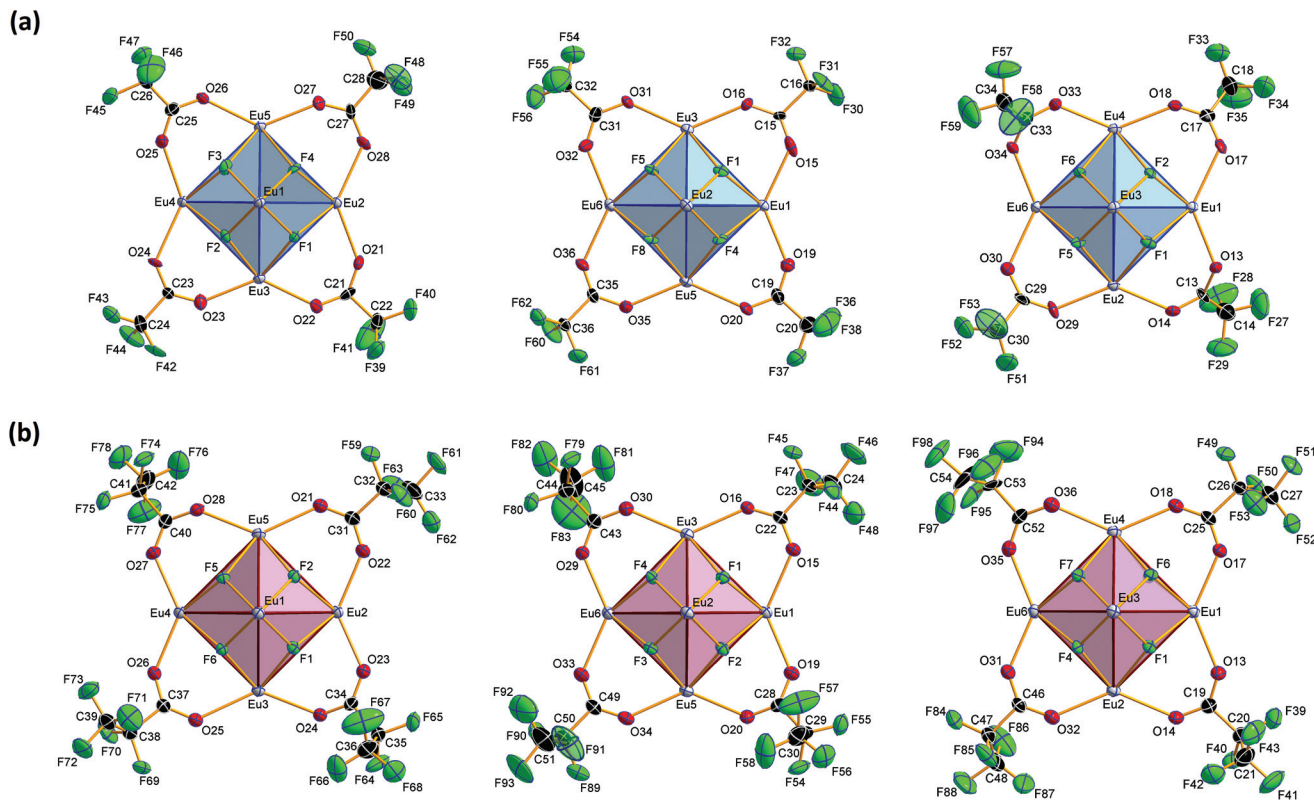 (a)
F47 F46 F50 F48
F45 C26 O26 O27 C28 F49
C25 Eu5 C27
O25 F3 F4 O28
Eu4 Eu1 Eu2
F2 F1
O24 O21
F43 C23 Eu3 C21 F40
C24 O23 O22 C22
F44 F42 F41 F39
F54 F32
F55 C32 O31 O16 C16 F31
F56 F30
C31 Eu3 C15
O32 F5 F1 O15
Eu6 Eu2 Eu1
F8 F4
O36 O19
F62 C35 Eu5 C19 F36
F60 C36 O35 O20 C20 F38
F61 F37
F57 F33
C34 F58 O33 O18 C18 F34
F59 C33 F35
O34 Eu4 C17 O17
F6 F2
Eu6 Eu3 Eu1
F5 F1
O30 O13
F53 C29 Eu2 C13 F28
F52 C30 O29 O14 C14 F27
F51 F29
(b)
F78 F74 F76 F59 F61
C41 C42 O28 O21 C32 F63 C33
F75 F60
F77 C40 Eu5 C31 F62
O27 F5 F2 O22
Eu4 Eu1 Eu2
F6 F1
O26 O23
F73 F71 C37 Eu3 C34 F67 F65
C39 O25 O24 C35
F72 F70 C38 C36
F69 F66 F64 F68
F82 F79 F81 F45 F46
C44 C45 O30 O16 C23 F47 C24
F80 F44
F83 C43 Eu3 C22 F48
O29 F4 F1 O15
Eu6 Eu2 Eu1
F3 F2
O33 O19
F92 C49 Eu5 C28 F57
F90 C50 O34 O20 C29 F55
C51 F91 C30
F93 F89 F58 F54 F56
F98 F96 F94 F49 F51
C54 C53 O36 O18 C26 F50 C27
F97 F95 F53
C52 Eu4 C25 F52
O35 F7 F6 O17
Eu6 Eu3 Eu1
F4 F1
O31 O13
F84 C46 Eu2 C19 F39
C47 F86 O32 O14 C20
F85 F40 F43
F88 C48 F87 F42 C21 F41